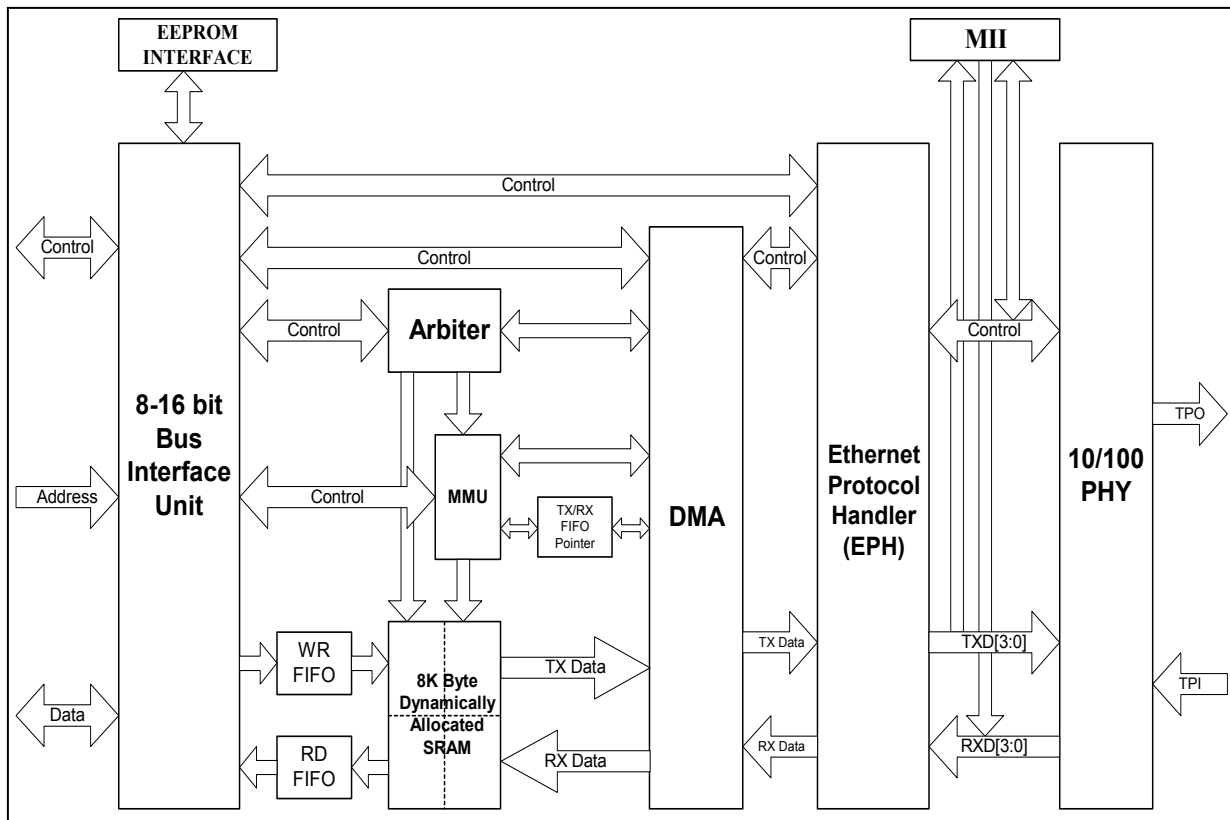 EEPROM
INTERFACE
MII
Control
Control
Control
Control
Control
Arbiter
Control
8-16 bit
Bus
Interface
Unit
Address
Control
MMU
TX/RX
FIFO
Pointer
DMA
Ethernet
Protocol
Handler
(EPH)
Control
10/100
PHY
TPO
WR
FIFO
TX Data
TX Data
TXD[3:0]
TPI
8K Byte
Dynamically
Allocated
SRAM
Data
RD
FIFO
RX Data
RX Data
RXD[3:0]